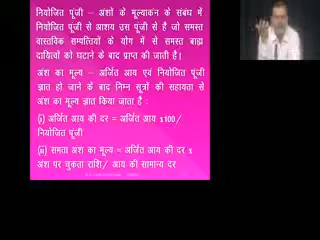 नियोजित पूंजी – अंशों के मूल्यांकन के संबंध में
नियोजित पूंजी से आशय उस पूंजी से है जो समस्त
वास्तविक सम्पत्तियों के योग में से समस्त बाह्य
दायित्वों को घटाने के बाद प्राप्त की जाती है।
अंश का मूल्य – अर्जित आय एवं नियोजित पूंजी
ज्ञात हो जाने के बाद निम्न सूत्रों की सहायता से
अंश का मूल्य ज्ञात किया जाता है :
(i) अर्जित आय की दर = अर्जित आय x100/
नियोजित पूंजी
(ii) समता अंश का मूल्य = अर्जित आय की दर x
अंश पर चुकता राशि/ आय की सामान्य दर